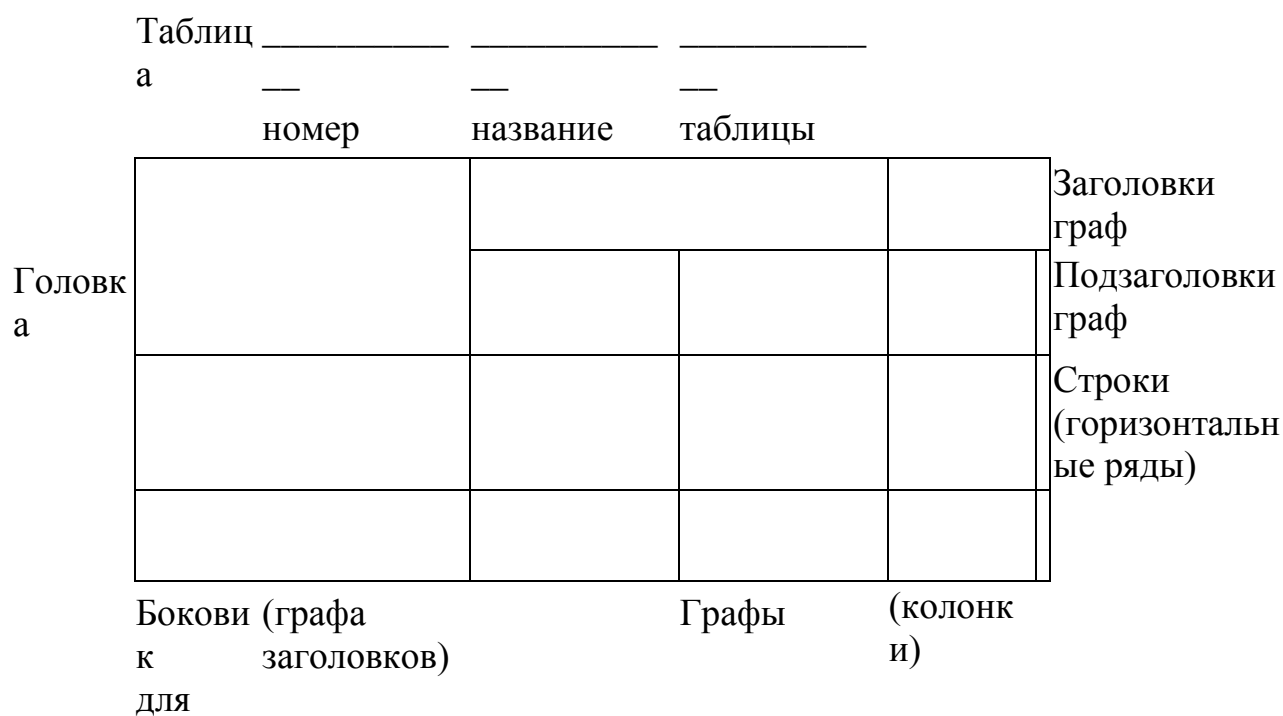 Таблиц __________ __________ __________
а __ __ __
номер название таблицы
Заголовки
граф
Головк
а
Подзаголовки
граф
Строки
(горизонтальн
ые ряды)
Бокови (графа Графы (колонк
к заголовков) и)
для